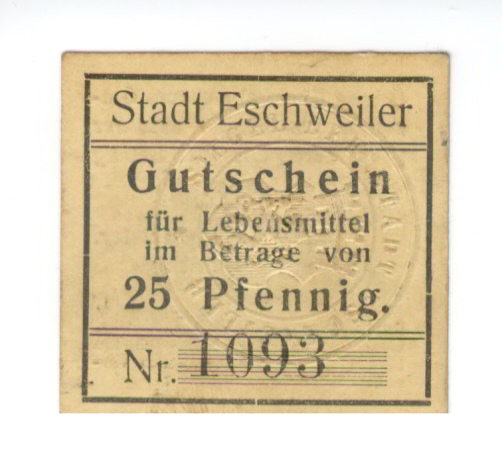 Stadt Eschweiler
Gutschein
für Lebensmittel
im Betrage von
25 Pfennig.
Nr. 1093